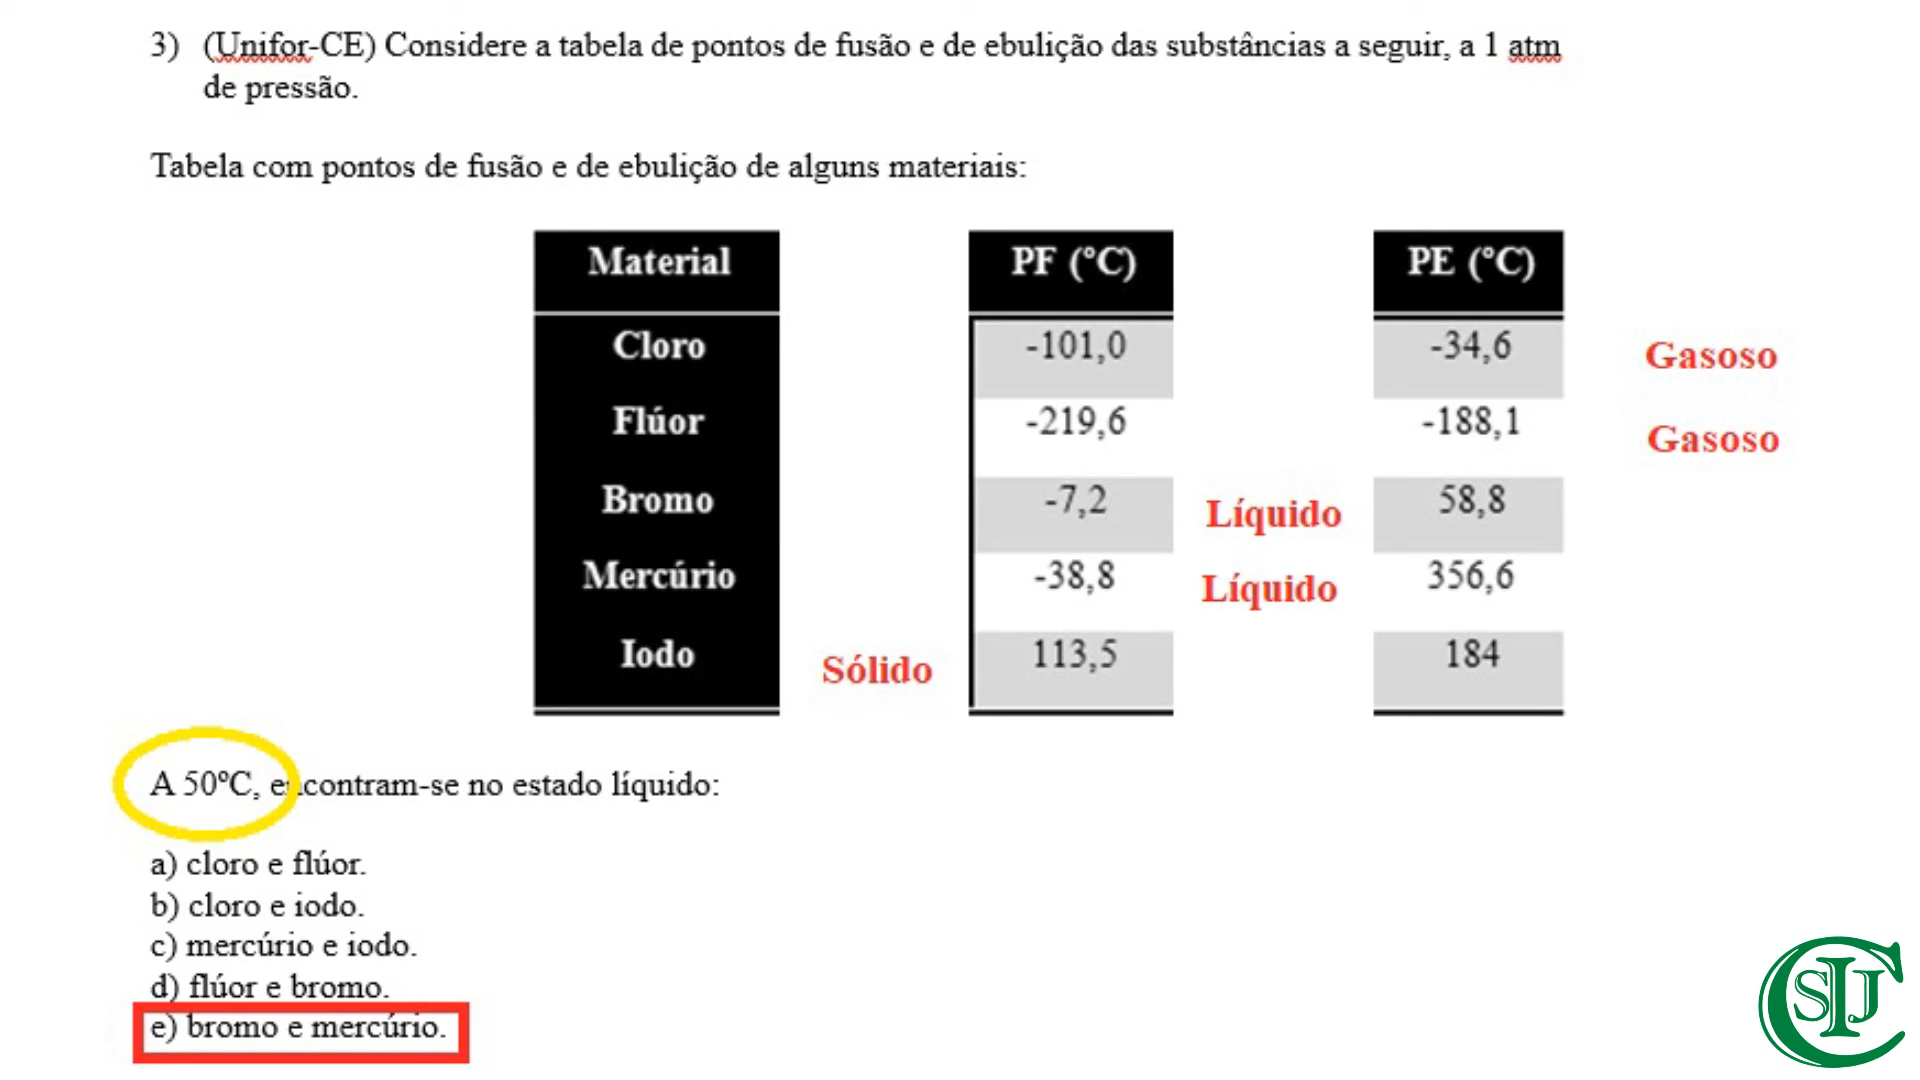 3) (Unifor-CE) Considere a tabela de pontos de fusão e de ebulição das substâncias a seguir, a 1 atm
de pressão.
Tabela com pontos de fusão e de ebulição de alguns materiais:
Material PF (°C) PE (°C)
Cloro -101,0 -34,6 Gasoso
Flúor -219,6 -188,1 Gasoso
Bromo -7,2 Líquido 58,8
Mercúrio -38,8 Líquido 356,6
Iodo Sólido 113,5 184
A 50ºC, encontram-se no estado líquido:
a) cloro e flúor.
b) cloro e iodo.
c) mercúrio e iodo.
d) flúor e bromo.
e) bromo e mercúrio.
CSIJ